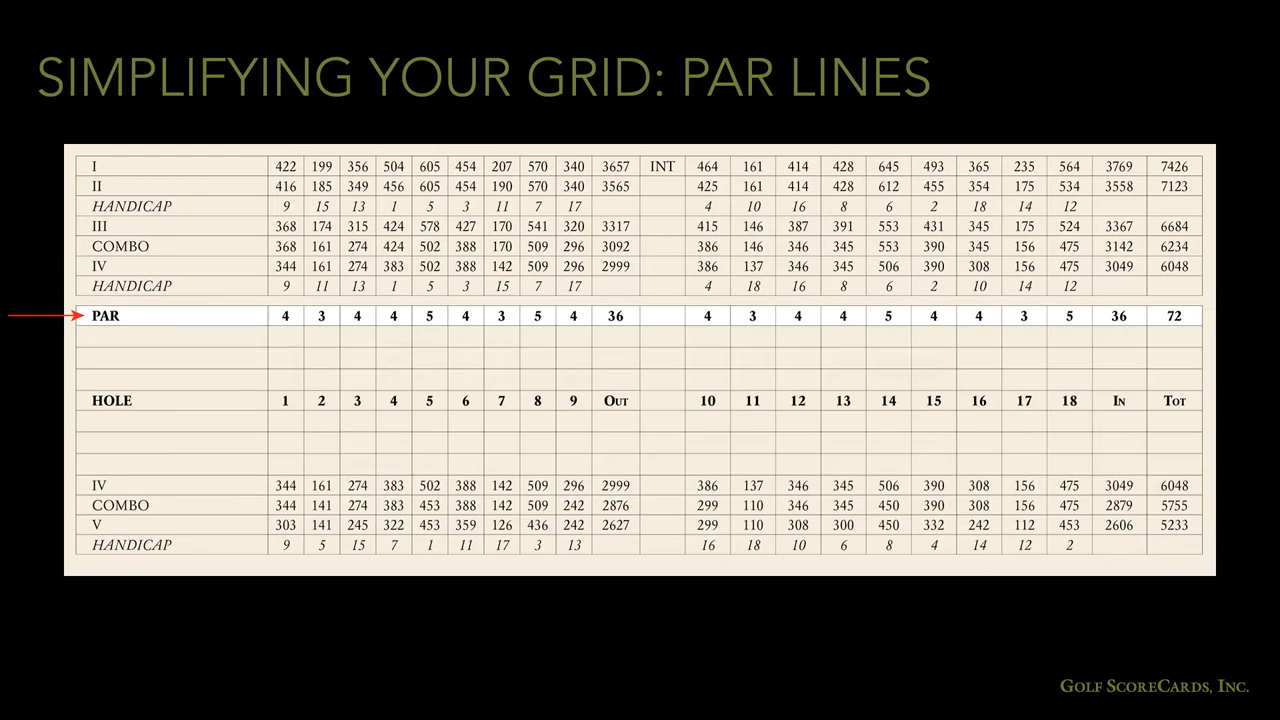 SIMPLIFYING YOUR GRID: PAR LINES
I 422 199 356 504 605 454 207 570 340 3657 INT 464 161 414 428 645 493 365 235 564 3769 7426
II 416 185 349 456 605 454 190 570 340 3565 425 161 414 428 612 455 354 175 534 3558 7123
HANDICAP 9 15 13 1 5 3 11 7 17 4 10 16 8 6 2 18 14 12
III 368 174 315 424 578 427 170 541 320 3317 415 146 387 391 553 431 345 175 524 3367 6684
COMBO 368 161 274 424 502 388 170 509 296 3092 386 146 346 345 553 390 345 156 475 3142 6234
IV 344 161 274 383 502 388 142 509 296 2999 386 137 346 345 506 390 308 156 475 3049 6048
HANDICAP 9 11 13 1 5 3 15 7 17 4 18 16 8 6 2 10 14 12
PAR 4 3 4 4 5 4 3 5 4 36 4 3 4 4 5 4 4 3 5 36 72
HOLE 1 2 3 4 5 6 7 8 9 OUT 10 11 12 13 14 15 16 17 18 IN TOT
IV 344 161 274 383 502 388 142 509 296 2999 386 137 346 345 506 390 308 156 475 3049 6048
COMBO 344 141 274 383 453 388 142 509 242 2876 299 110 346 345 450 390 308 156 475 2879 5755
V 303 141 245 322 453 359 126 436 242 2627 299 110 308 300 450 332 242 112 453 2606 5233
HANDICAP 9 5 15 7 1 11 17 3 13 16 18 10 6 8 4 14 12 2
GOLF SCORECARDS, INC.